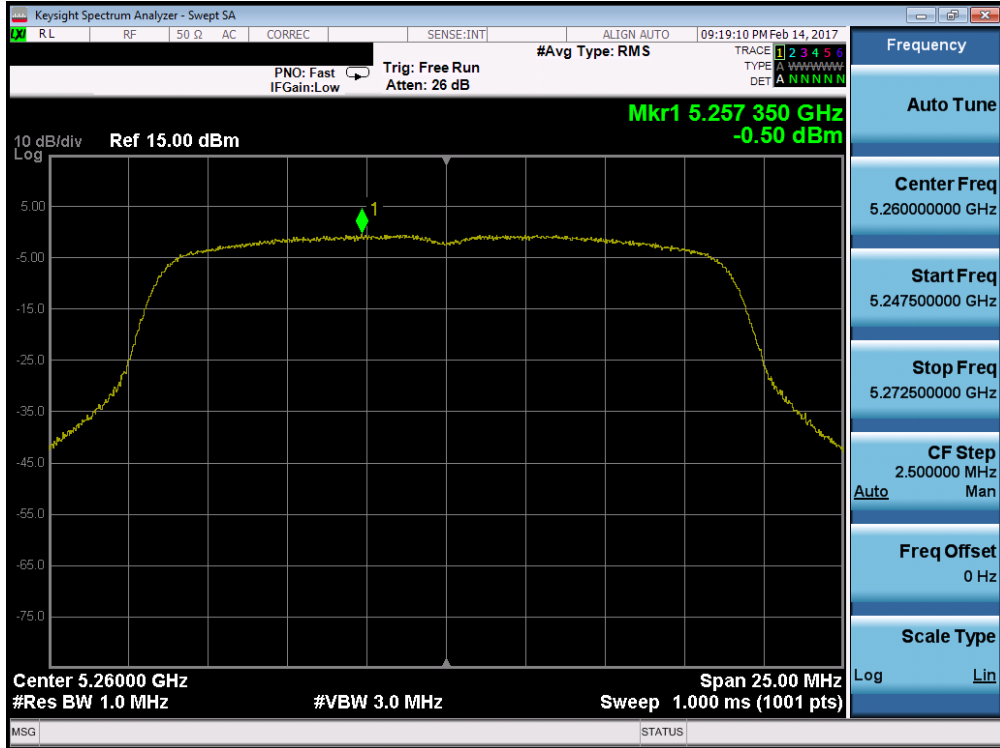 Keysight Spectrum Analyzer - Swept SA
LXI RL RF 50 Ω AC CORREC SENSE:INT ALIGN AUTO 09:19:10 PM Feb 14, 2017
#Avg Type: RMS TRACE 1 2 3 4 5 6
PNO: Fast Trig: Free Run TYPE A WWWWW
IFGain:Low Atten: 26 dB DET A N N N N N
Mkr1 5.257 350 GHz
-0.50 dBm
10 dB/div Ref 15.00 dBm
Log
1
5.00
-5.00
-15.0
-25.0
-35.0
-45.0
-55.0
-65.0
-75.0
Center 5.26000 GHz Span 25.00 MHz
#Res BW 1.0 MHz #VBW 3.0 MHz Sweep 1.000 ms (1001 pts)
MSG STATUS
Frequency
Auto Tune
Center Freq
5.260000000 GHz
Start Freq
5.247500000 GHz
Stop Freq
5.272500000 GHz
CF Step
2.500000 MHz
Auto Man
Freq Offset
0 Hz
Scale Type
Log Lin